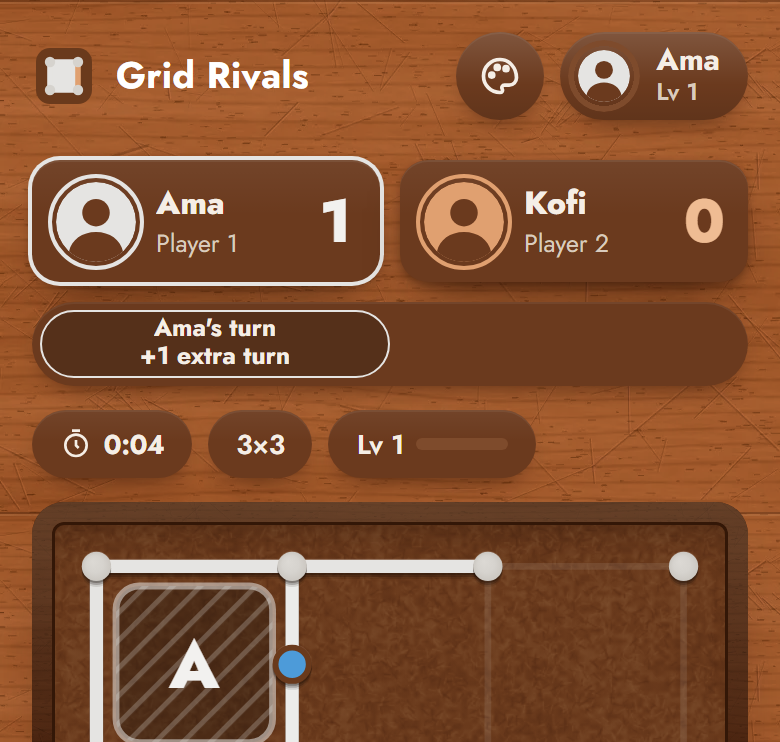 Grid Rivals
Ama
Lv 1
Ama
Player 1
1
Kofi
Player 2
0
Ama's turn
+1 extra turn
0:04
3×3
Lv 1
A